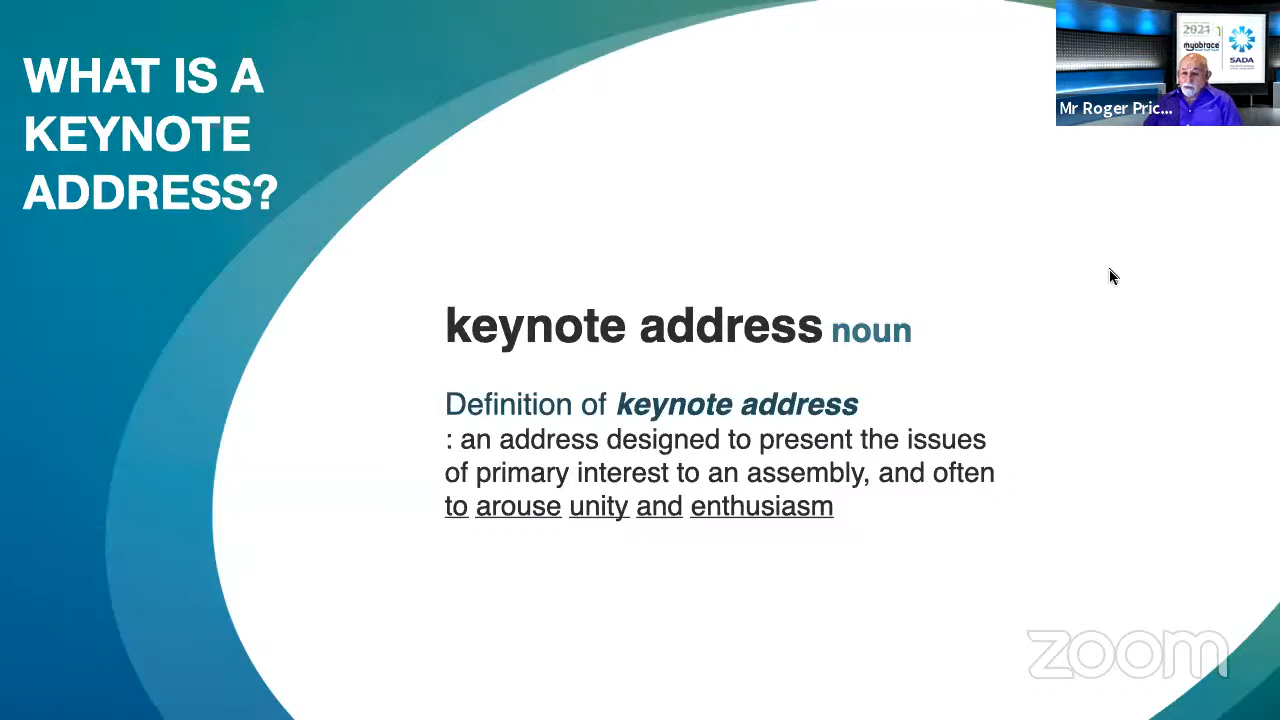 WHAT IS A
KEYNOTE
ADDRESS?
2021
myobrace
SADA
Mr Roger Pric...
keynote address noun
Definition of keynote address
: an address designed to present the issues
of primary interest to an assembly, and often
to arouse unity and enthusiasm
zoom